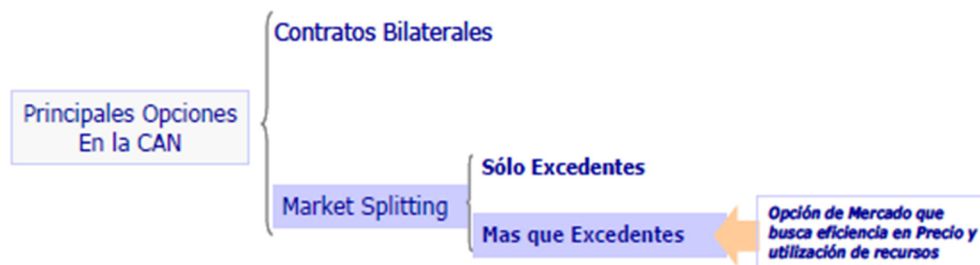 Contratos Bilaterales
Principales Opciones
En la CAN
Sólo Excedentes
Market Splitting
Mas que Excedentes
Opción de Mercado que
busca eficiencia en Precio y
utilización de recursos